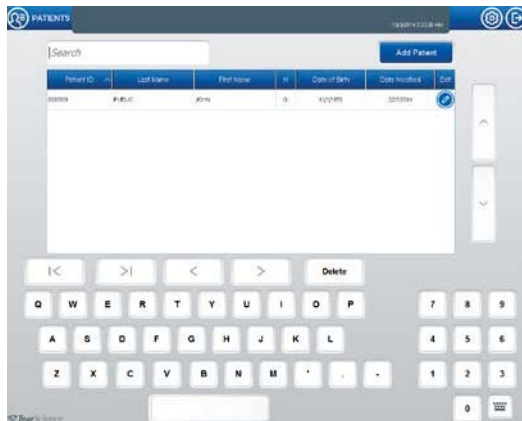 PATIENTS
Search
Add Patient
Patient ID Last Name First Name Date of Birth Date Modified Edit
PUBLIC
|< >| < > Delete
Q W E R T Y U I O P 7 8 9
A S D F G H J K L 4 5 6
Z X C V B N M ' . - 1 2 3
0
TearScience